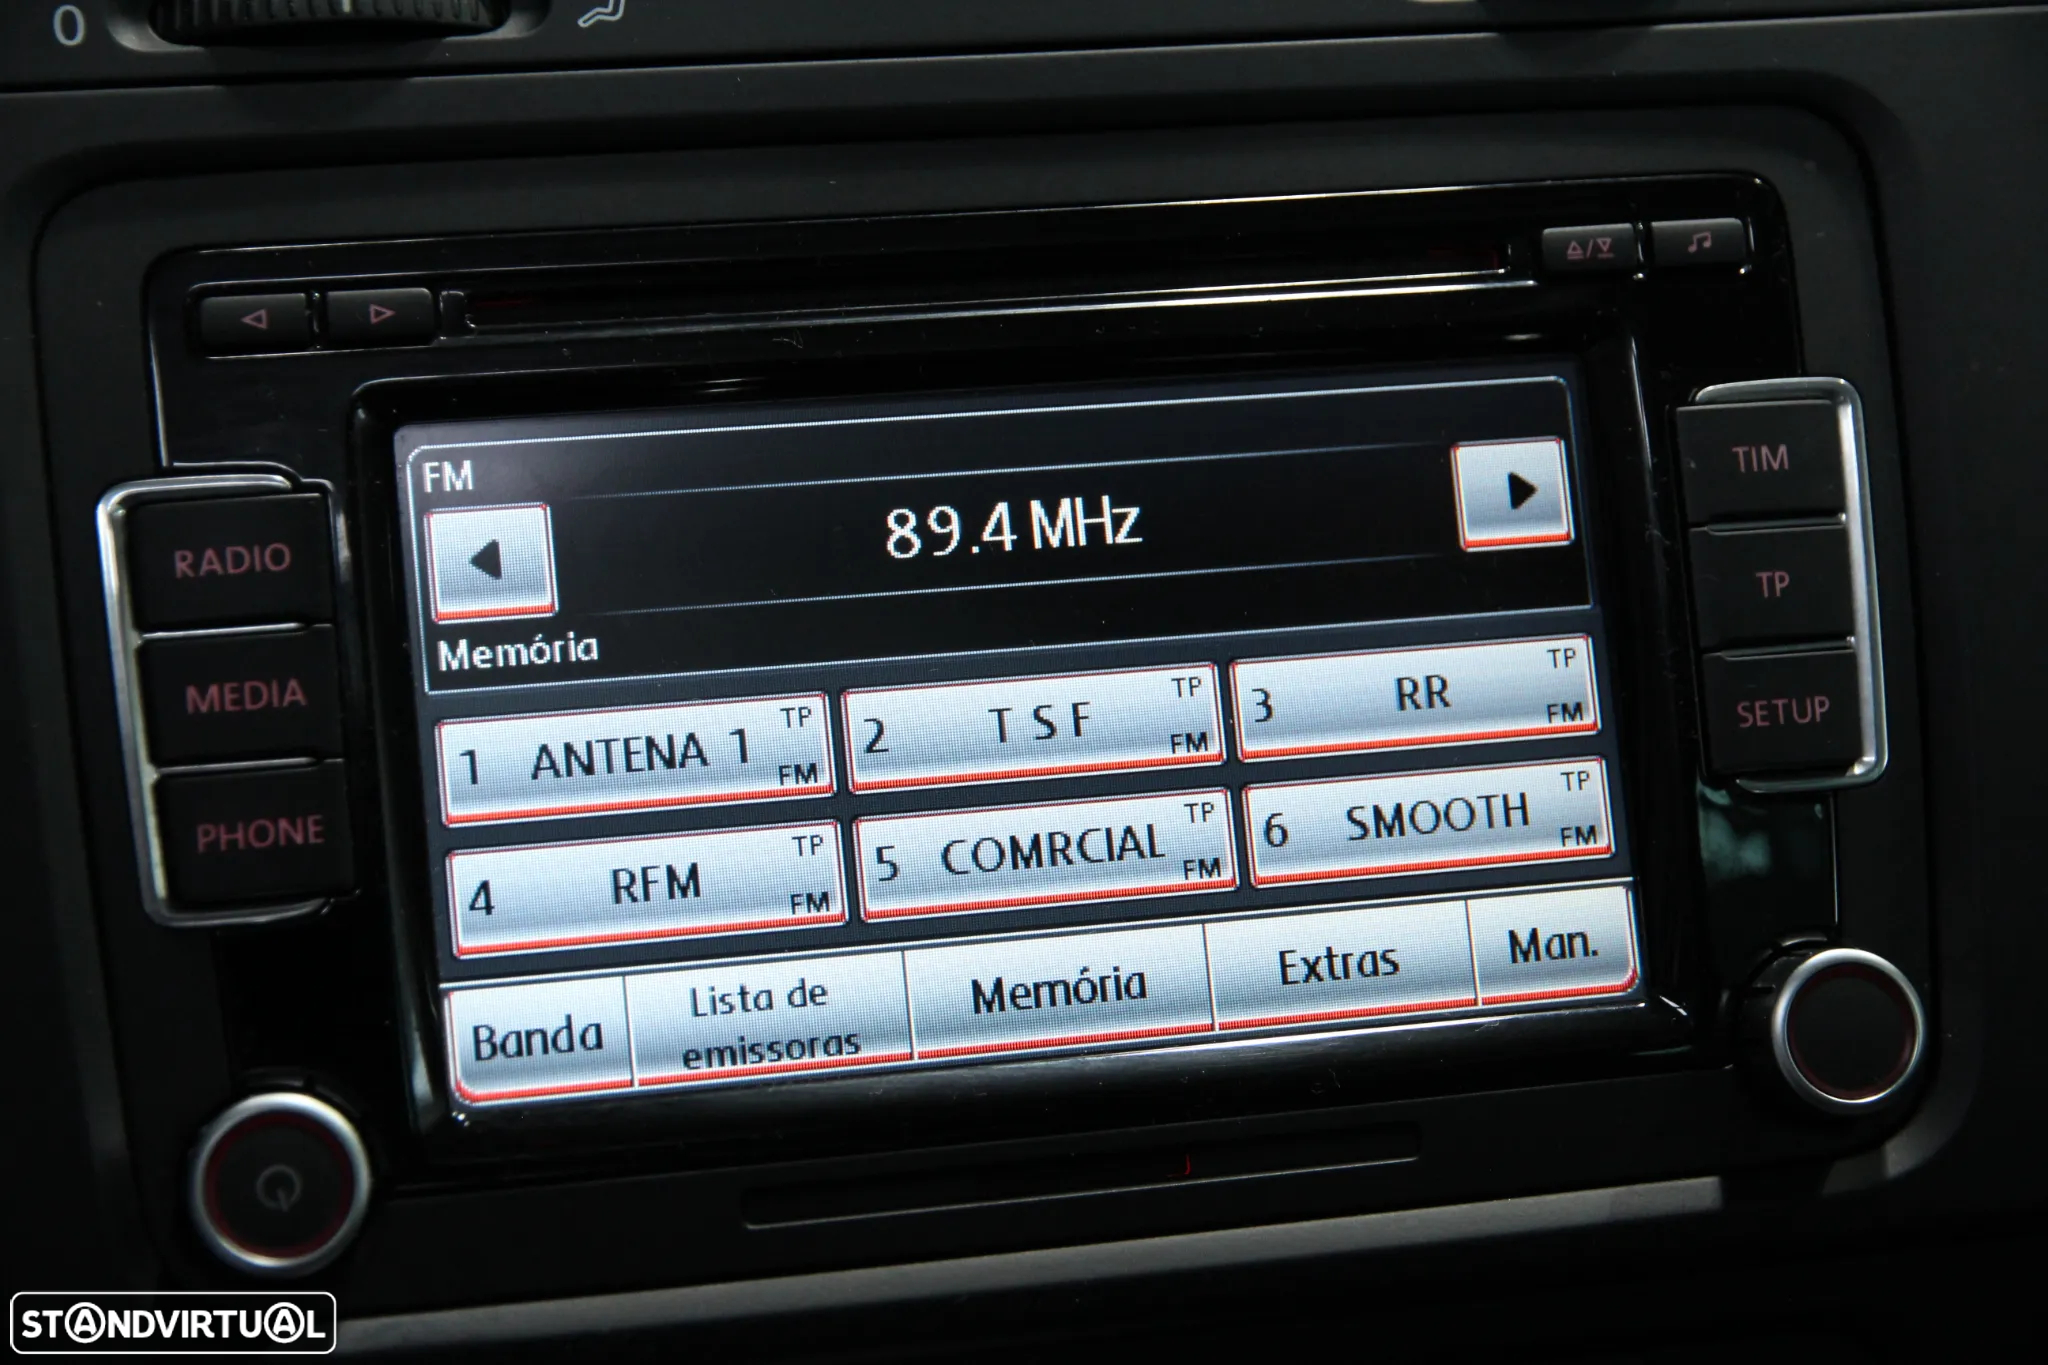 0
FM
89.4 MHz
Memória
1 ANTENA 1 TP FM
2 T S F TP FM
3 RR TP FM
4 RFM TP FM
5 COMRCIAL TP FM
6 SMOOTH TP FM
Banda
Lista de
emissoras
Memória
Extras
Man.
RADIO
MEDIA
PHONE
TIM
TP
SETUP
STANDVIRTUAL